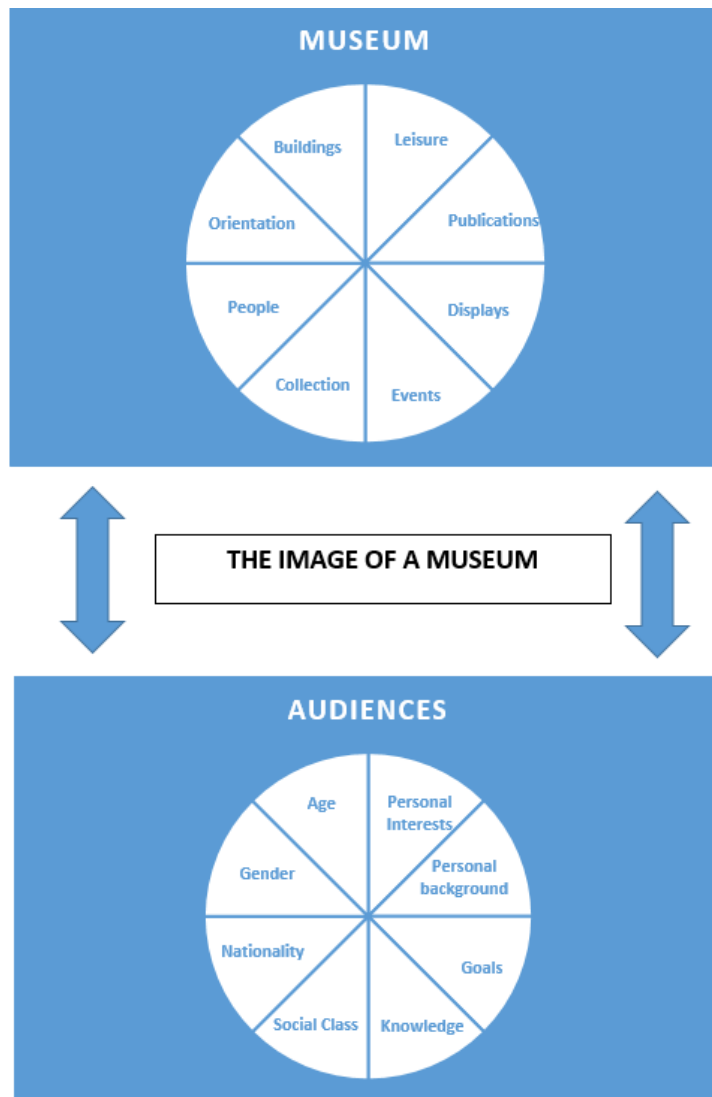 MUSEUM
Buildings
Leisure
Orientation
Publications
People
Displays
Collection
Events
THE IMAGE OF A MUSEUM
AUDIENCES
Age
Personal
Interests
Gender
Personal
background
Nationality
Goals
Social Class
Knowledge